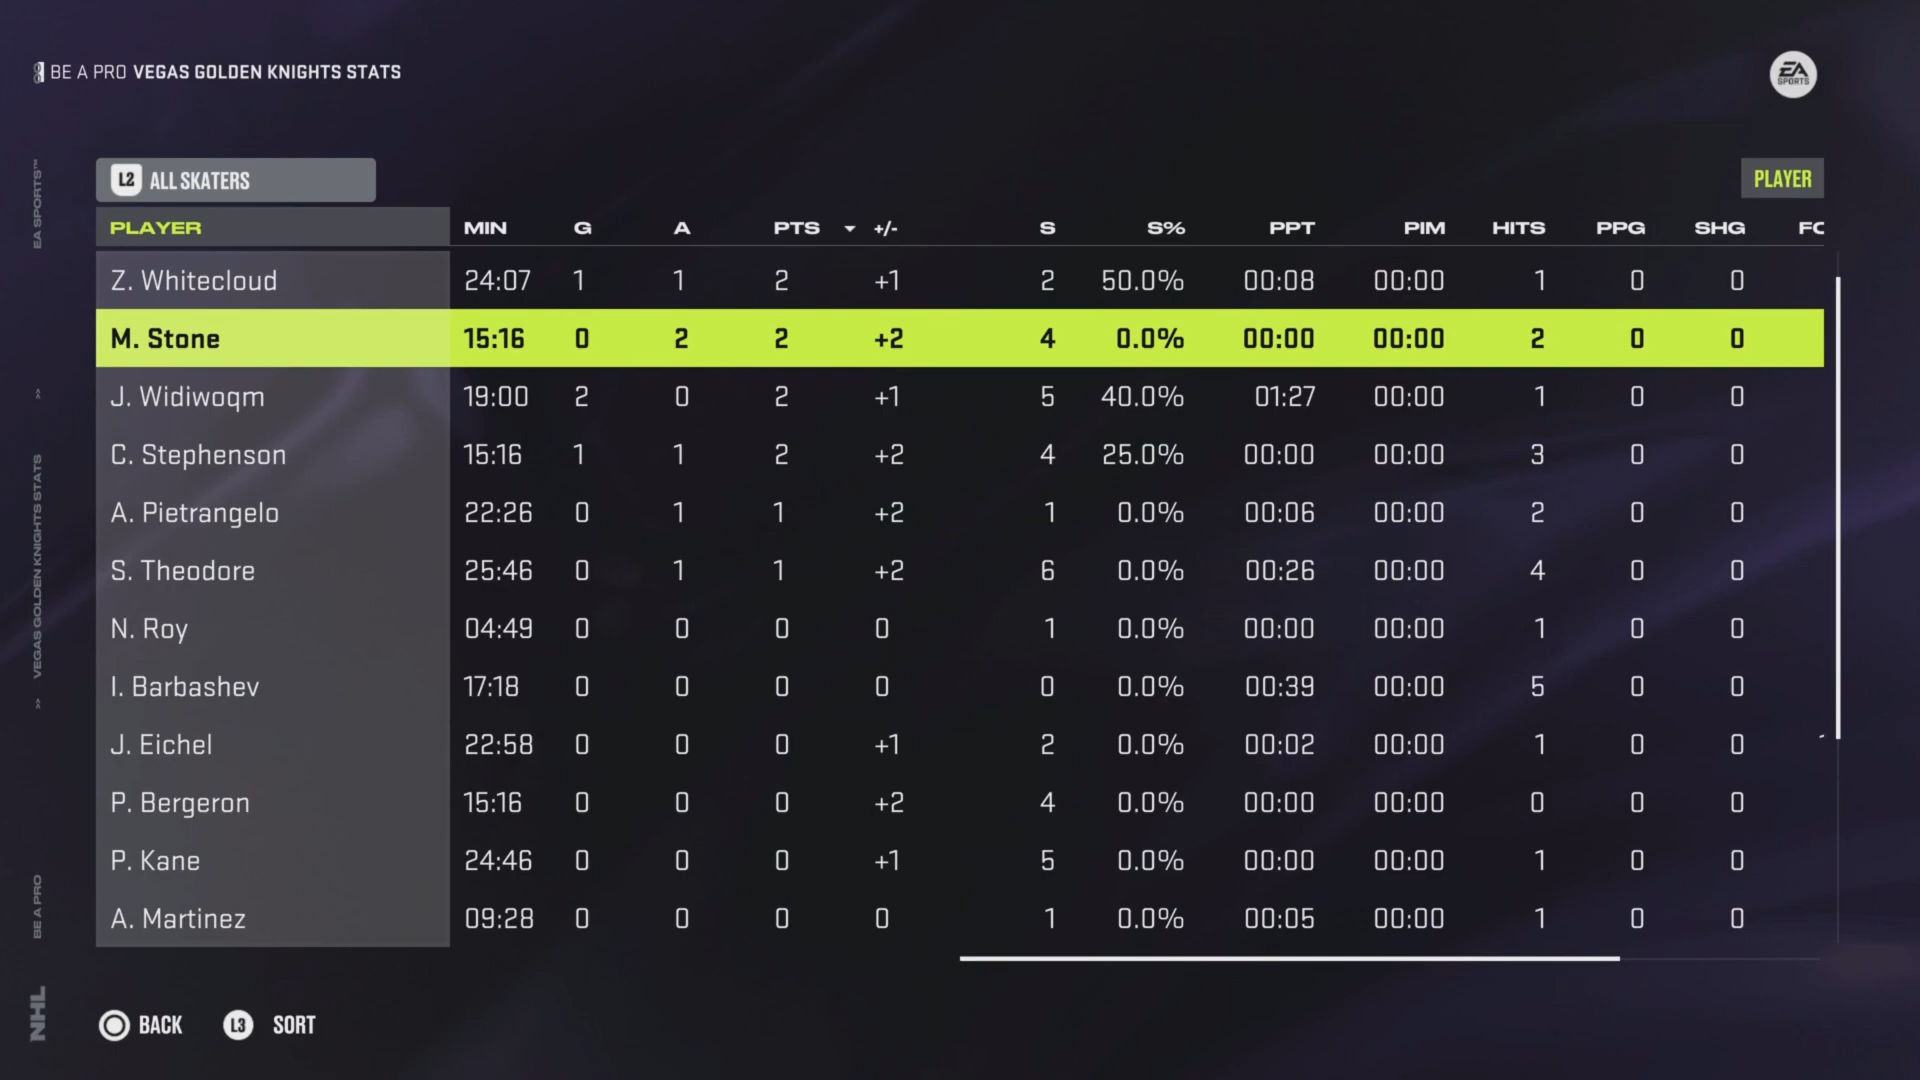 BE A PRO VEGAS GOLDEN KNIGHTS STATS
EA SPORTS
L2 ALL SKATERS
PLAYER
PLAYER MIN G A PTS +/- S S% PPT PIM HITS PPG SHG FO
Z. Whitecloud 24:07 1 1 2 +1 2 50.0% 00:08 00:00 1 0 0
M. Stone 15:16 0 2 2 +2 4 0.0% 00:00 00:00 2 0 0
J. Widiwoqm 19:00 2 0 2 +1 5 40.0% 01:27 00:00 1 0 0
C. Stephenson 15:16 1 1 2 +2 4 25.0% 00:00 00:00 3 0 0
A. Pietrangelo 22:26 0 1 1 +2 1 0.0% 00:06 00:00 2 0 0
S. Theodore 25:46 0 1 1 +2 6 0.0% 00:26 00:00 4 0 0
N. Roy 04:49 0 0 0 0 1 0.0% 00:00 00:00 1 0 0
I. Barbashev 17:18 0 0 0 0 0 0.0% 00:39 00:00 5 0 0
J. Eichel 22:58 0 0 0 +1 2 0.0% 00:02 00:00 1 0 0
P. Bergeron 15:16 0 0 0 +2 4 0.0% 00:00 00:00 0 0 0
P. Kane 24:46 0 0 0 +1 5 0.0% 00:00 00:00 1 0 0
A. Martinez 09:28 0 0 0 0 1 0.0% 00:05 00:00 1 0 0
BACK L3 SORT
NHL BE A PRO VEGAS GOLDEN KNIGHTS STATS EA SPORTS™